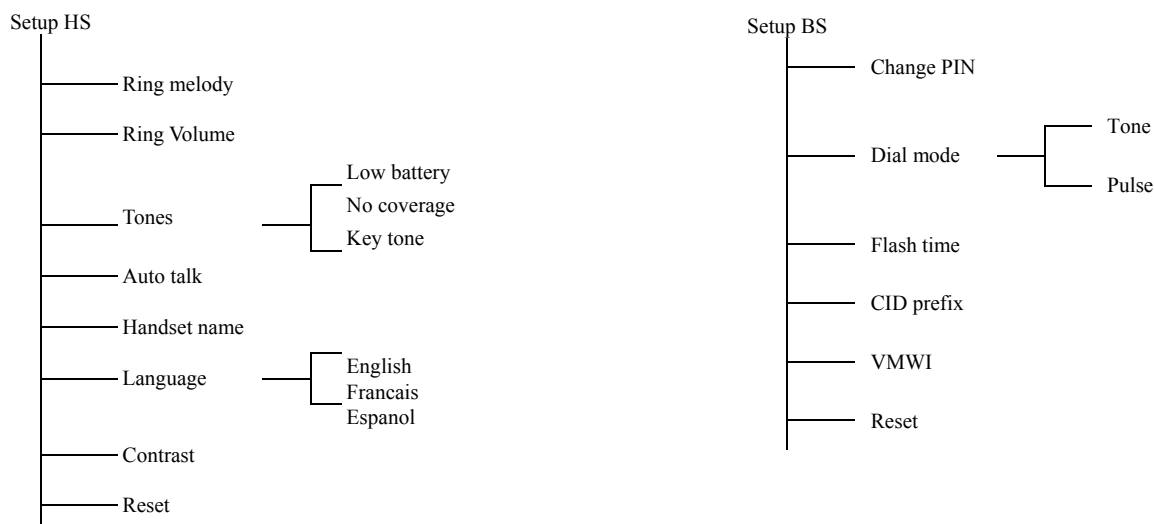 Setup HS
Ring melody
Ring Volume
Tones
Low battery
No coverage
Key tone
Auto talk
Handset name
Language
English
Francais
Espanol
Contrast
Reset
Setup BS
Change PIN
Dial mode
Tone
Pulse
Flash time
CID prefix
VMWI
Reset